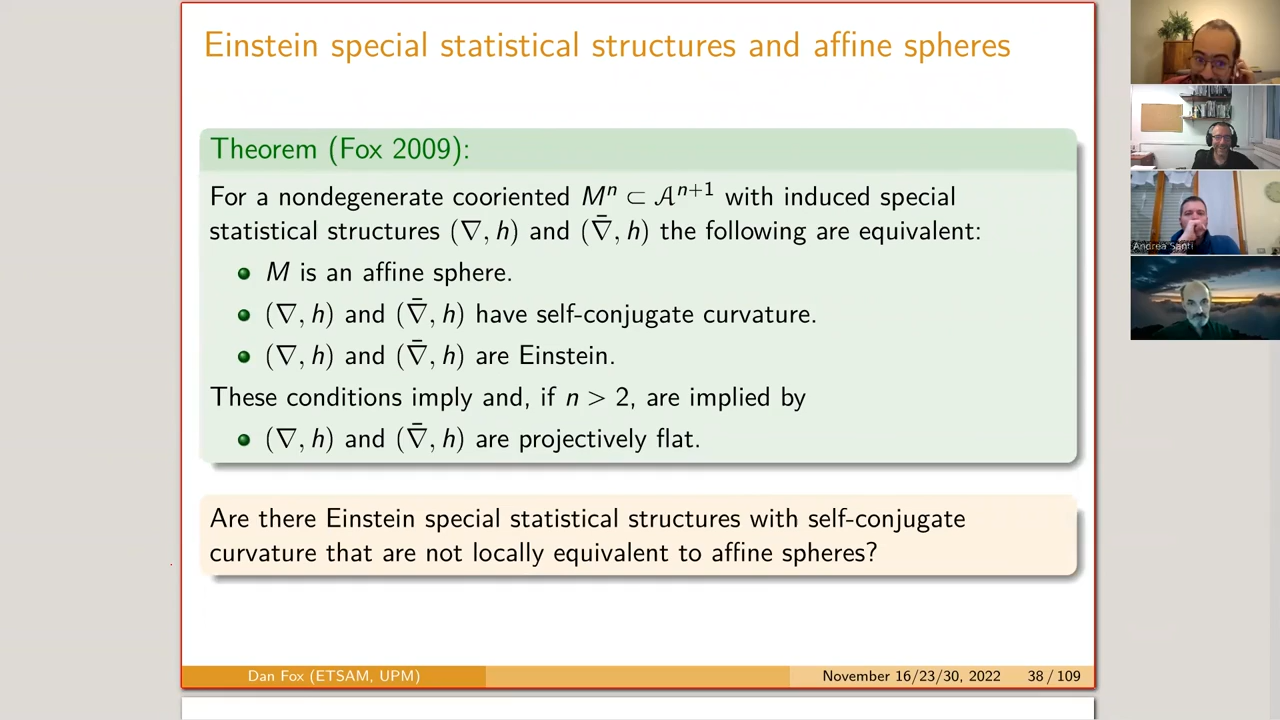 Einstein special statistical structures and affine spheres
Theorem (Fox 2009):
For a nondegenerate cooriented Mⁿ ⊂ 𝒜ⁿ⁺¹ with induced special
statistical structures (∇, h) and (∇̄, h) the following are equivalent:
M is an affine sphere.
(∇, h) and (∇̄, h) have self-conjugate curvature.
(∇, h) and (∇̄, h) are Einstein.
These conditions imply and, if n > 2, are implied by
(∇, h) and (∇̄, h) are projectively flat.
Are there Einstein special statistical structures with self-conjugate
curvature that are not locally equivalent to affine spheres?
Dan Fox (ETSAM, UPM)
November 16/23/30, 2022
38 / 109
Andrea Santi